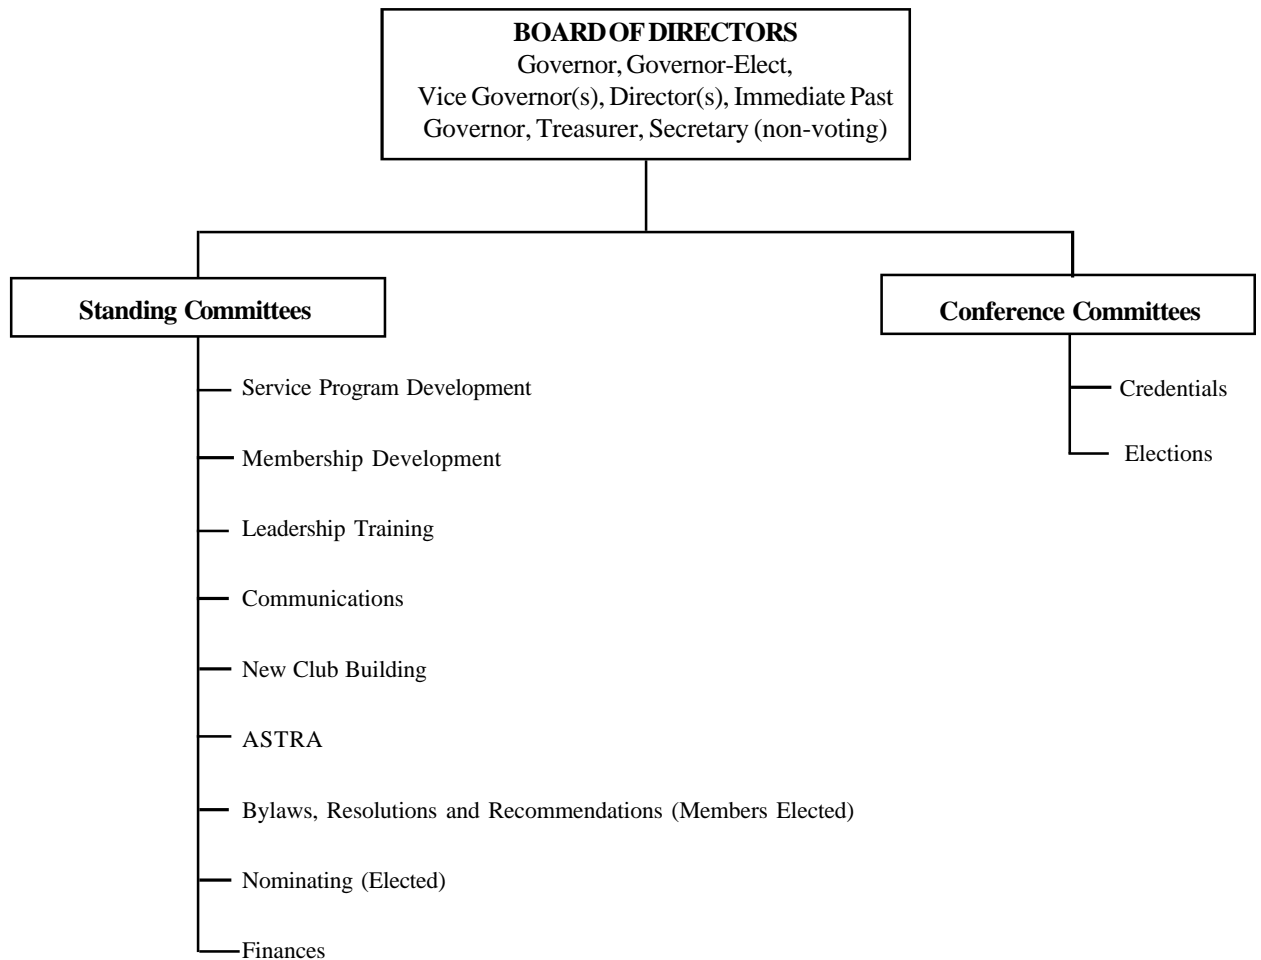 BOARD OF DIRECTORS
Governor, Governor-Elect,
Vice Governor(s), Director(s), Immediate Past
Governor, Treasurer, Secretary (non-voting)
Standing Committees
Service Program Development
Membership Development
Leadership Training
Communications
New Club Building
ASTRA
Bylaws, Resolutions and Recommendations (Members Elected)
Nominating (Elected)
Finances
Conference Committees
Credentials
Elections